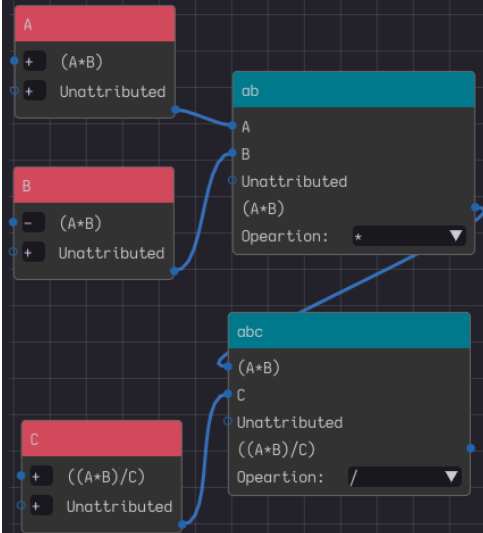 A
+ (A*B)
+ Unattributed
B
- (A*B)
+ Unattributed
ab
A
B
Unattributed
(A*B)
Opeartion: *
abc
(A*B)
C
Unattributed
((A*B)/C)
Opeartion: /
C
+ ((A*B)/C)
+ Unattributed